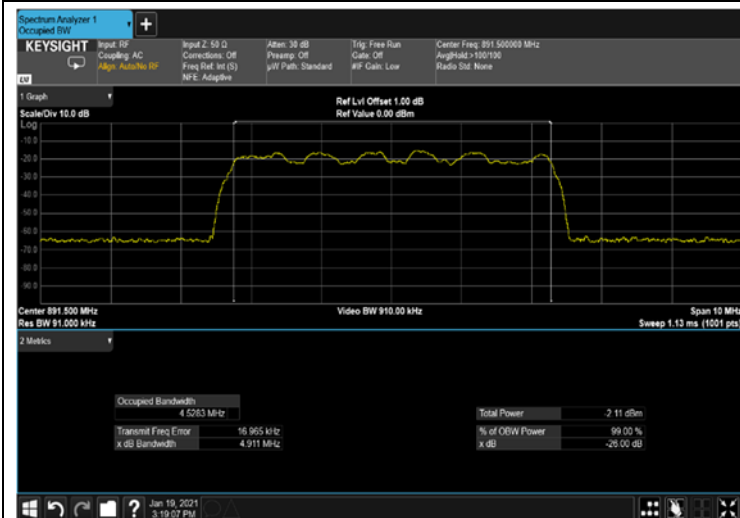 Spectrum Analyzer 1
Occupied BW
+
KEYSIGHT
Input: RF
Coupling: AC
Align: Auto/No RF
Input Z: 50 Ω
Corrections: Off
Freq Ref: Int (S)
NFE: Adaptive
Atten: 30 dB
Preamp: Off
µW Path: Standard
Trig: Free Run
Gate: Off
#IF Gain: Low
Center Freq: 891.500000 MHz
Avg|Hold:>100/100
Radio Std: None
1 Graph
Scale/Div 10.0 dB
Ref Lvl Offset 1.00 dB
Ref Value 0.00 dBm
Log
-10.0
-20.0
-30.0
-40.0
-50.0
-60.0
-70.0
-80.0
-90.0
Center 891.500 MHz
Video BW 910.00 kHz
Span 10 MHz
Res BW 91.000 kHz
Sweep 1.13 ms (1001 pts)
2 Metrics
Occupied Bandwidth
4.5283 MHz
Total Power -2.11 dBm
Transmit Freq Error 16.965 kHz
% of OBW Power 99.00 %
x dB Bandwidth 4.911 MHz
x dB -26.00 dB
?
Jan 19, 2021
3:19:07 PM